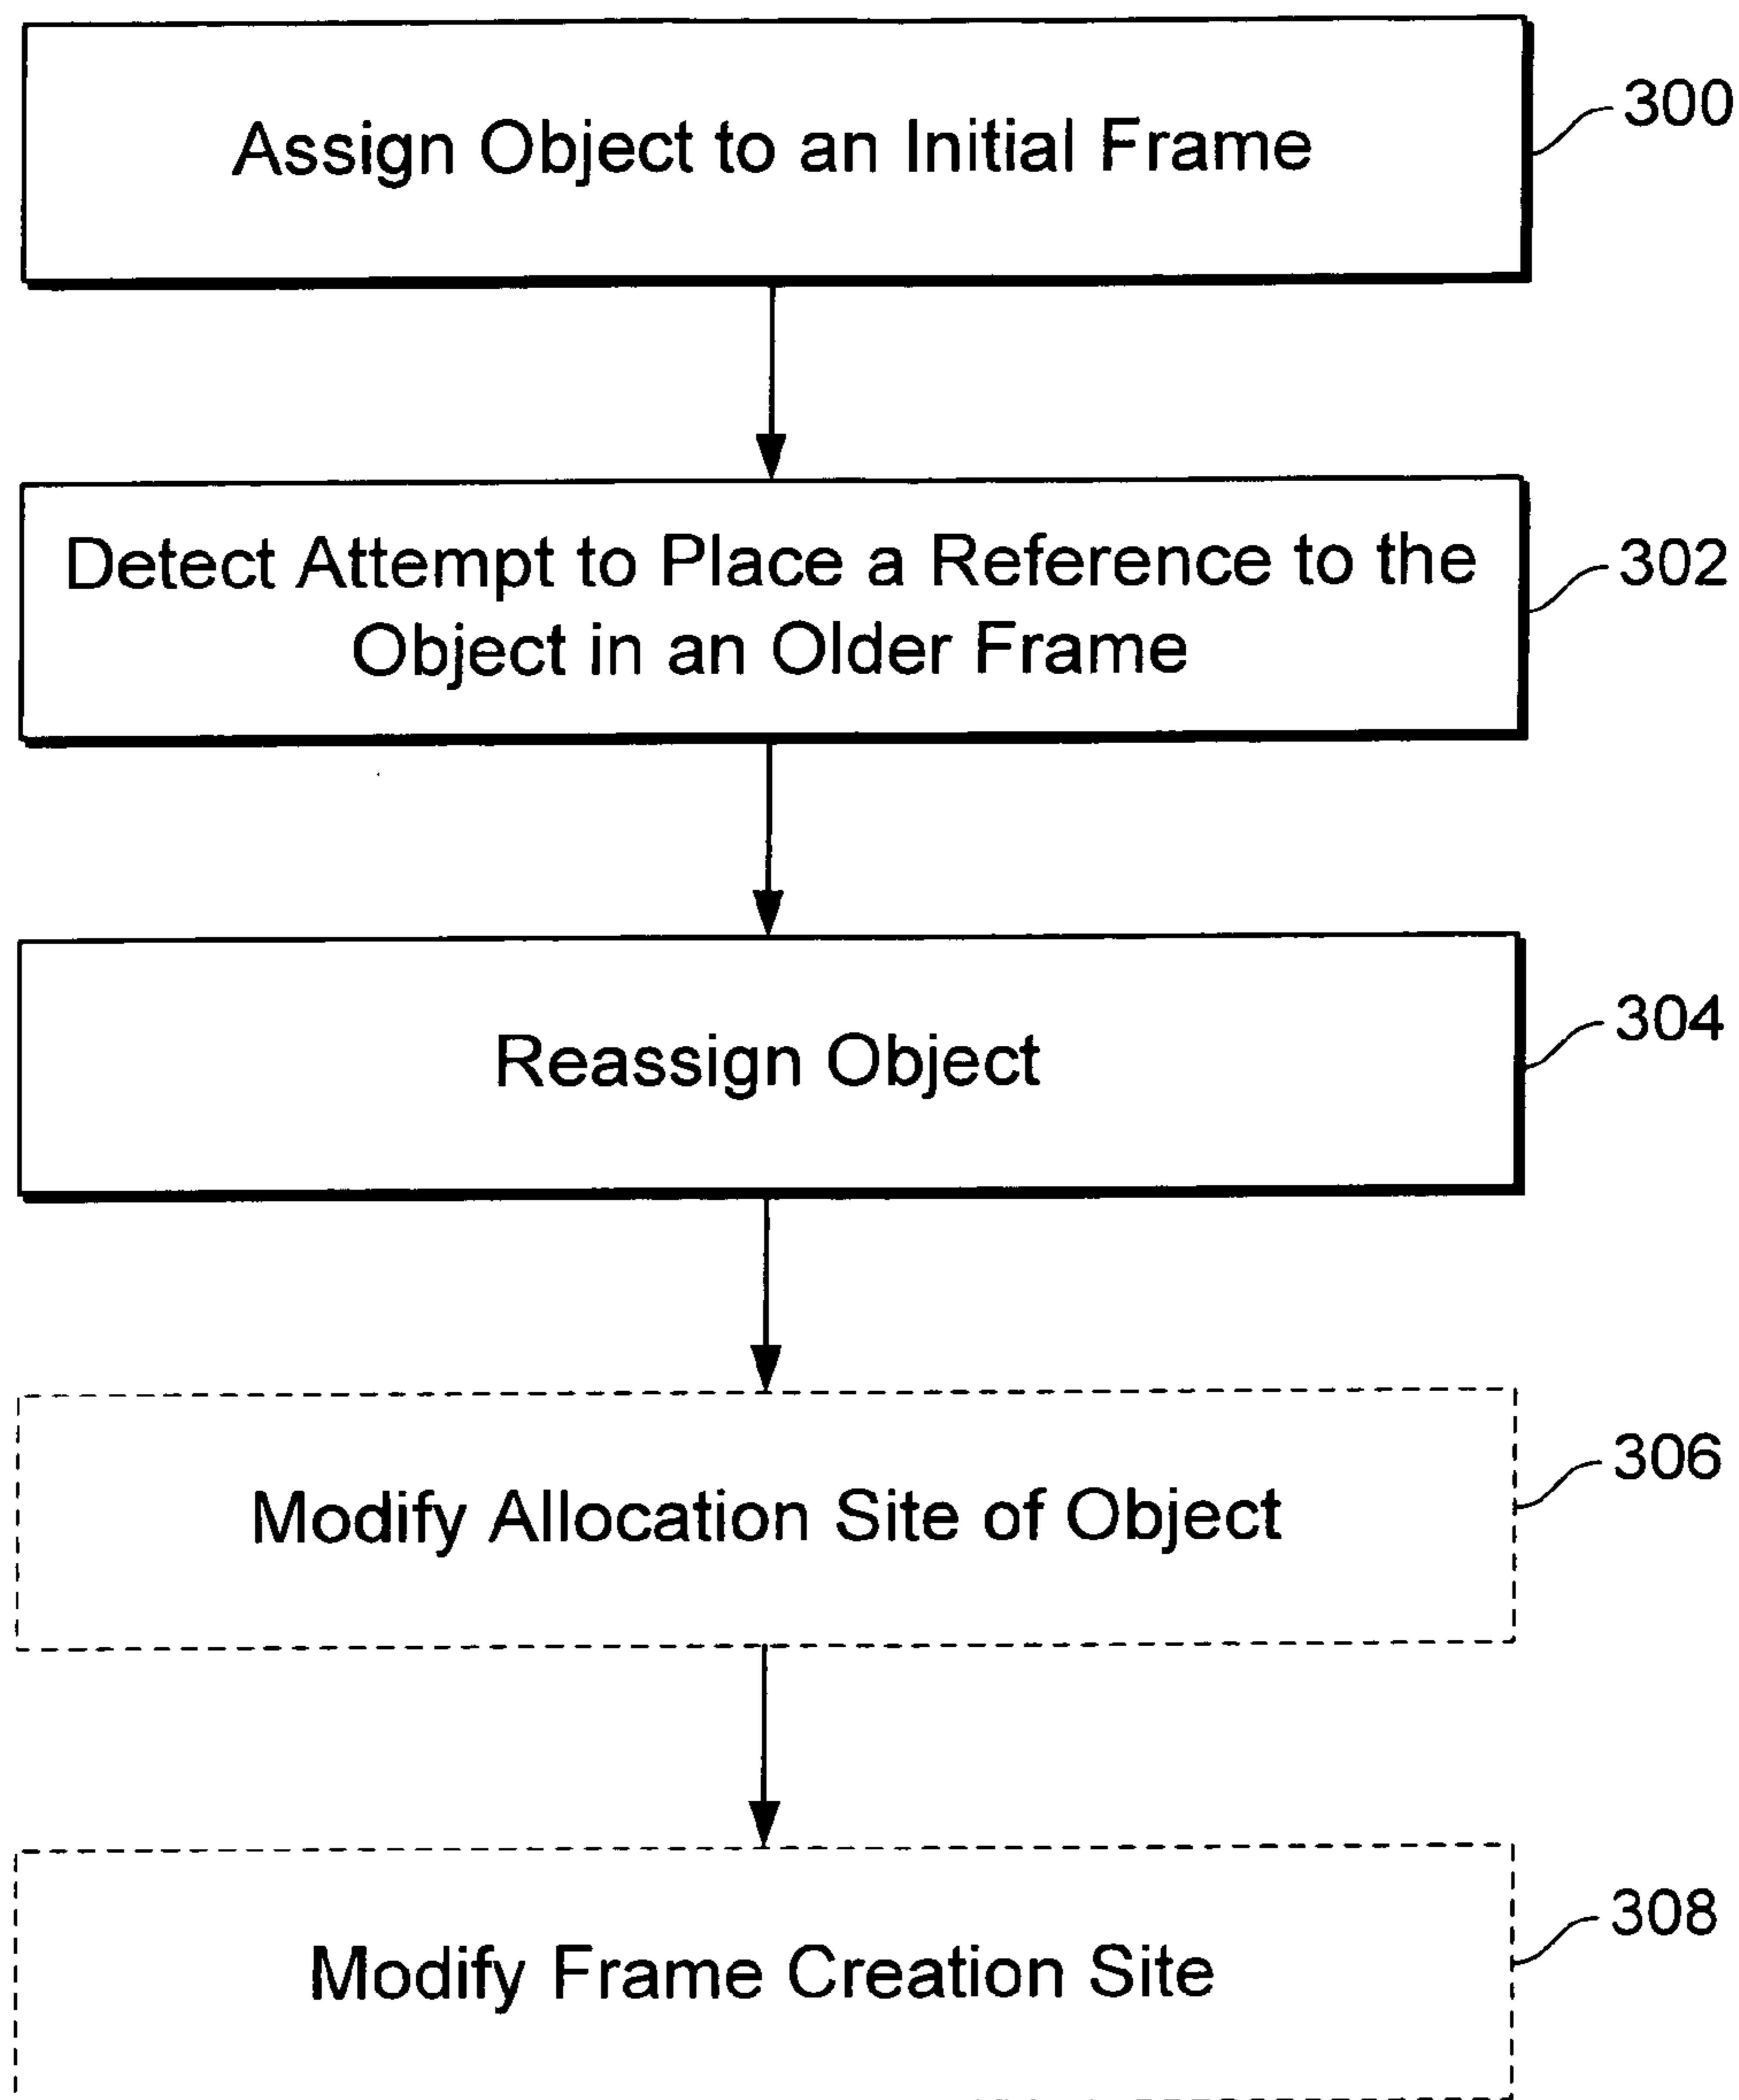 Assign Object to an Initial Frame
300
Detect Attempt to Place a Reference to the
Object in an Older Frame
302
Reassign Object
304
Modify Allocation Site of Object
306
Modify Frame Creation Site
308